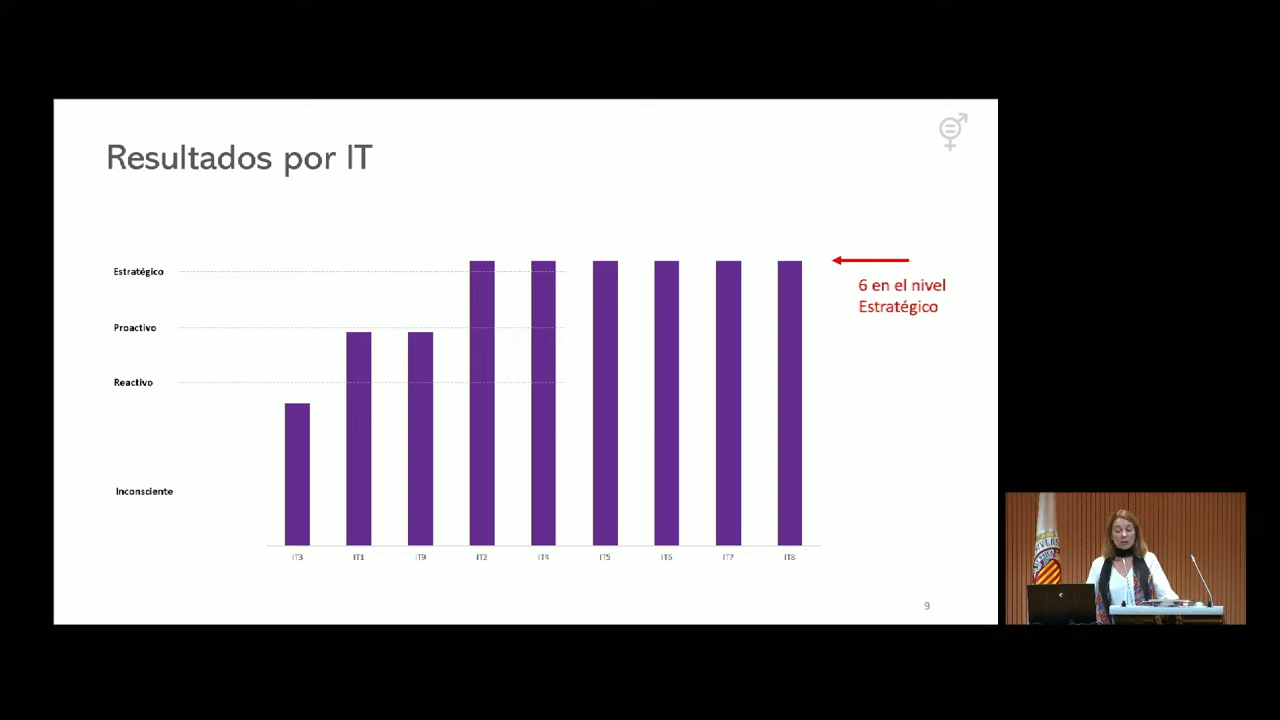 Resultados por IT
Estratégico
Proactivo
Reactivo
Inconsciente
6 en el nivel
Estratégico
IT3 IT1 IT9 IT2 IT4 IT5 IT6 IT7 IT8
9